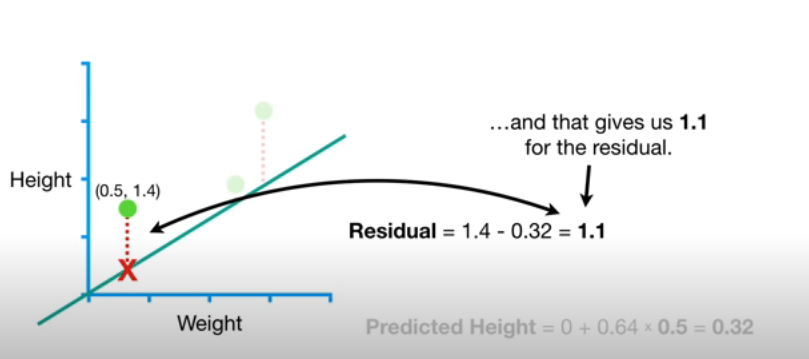 ...and that gives us 1.1
for the residual.
Height
(0.5, 1.4)
X
Residual = 1.4 - 0.32 = 1.1
Weight
Predicted Height = 0 + 0.64 × 0.5 = 0.32